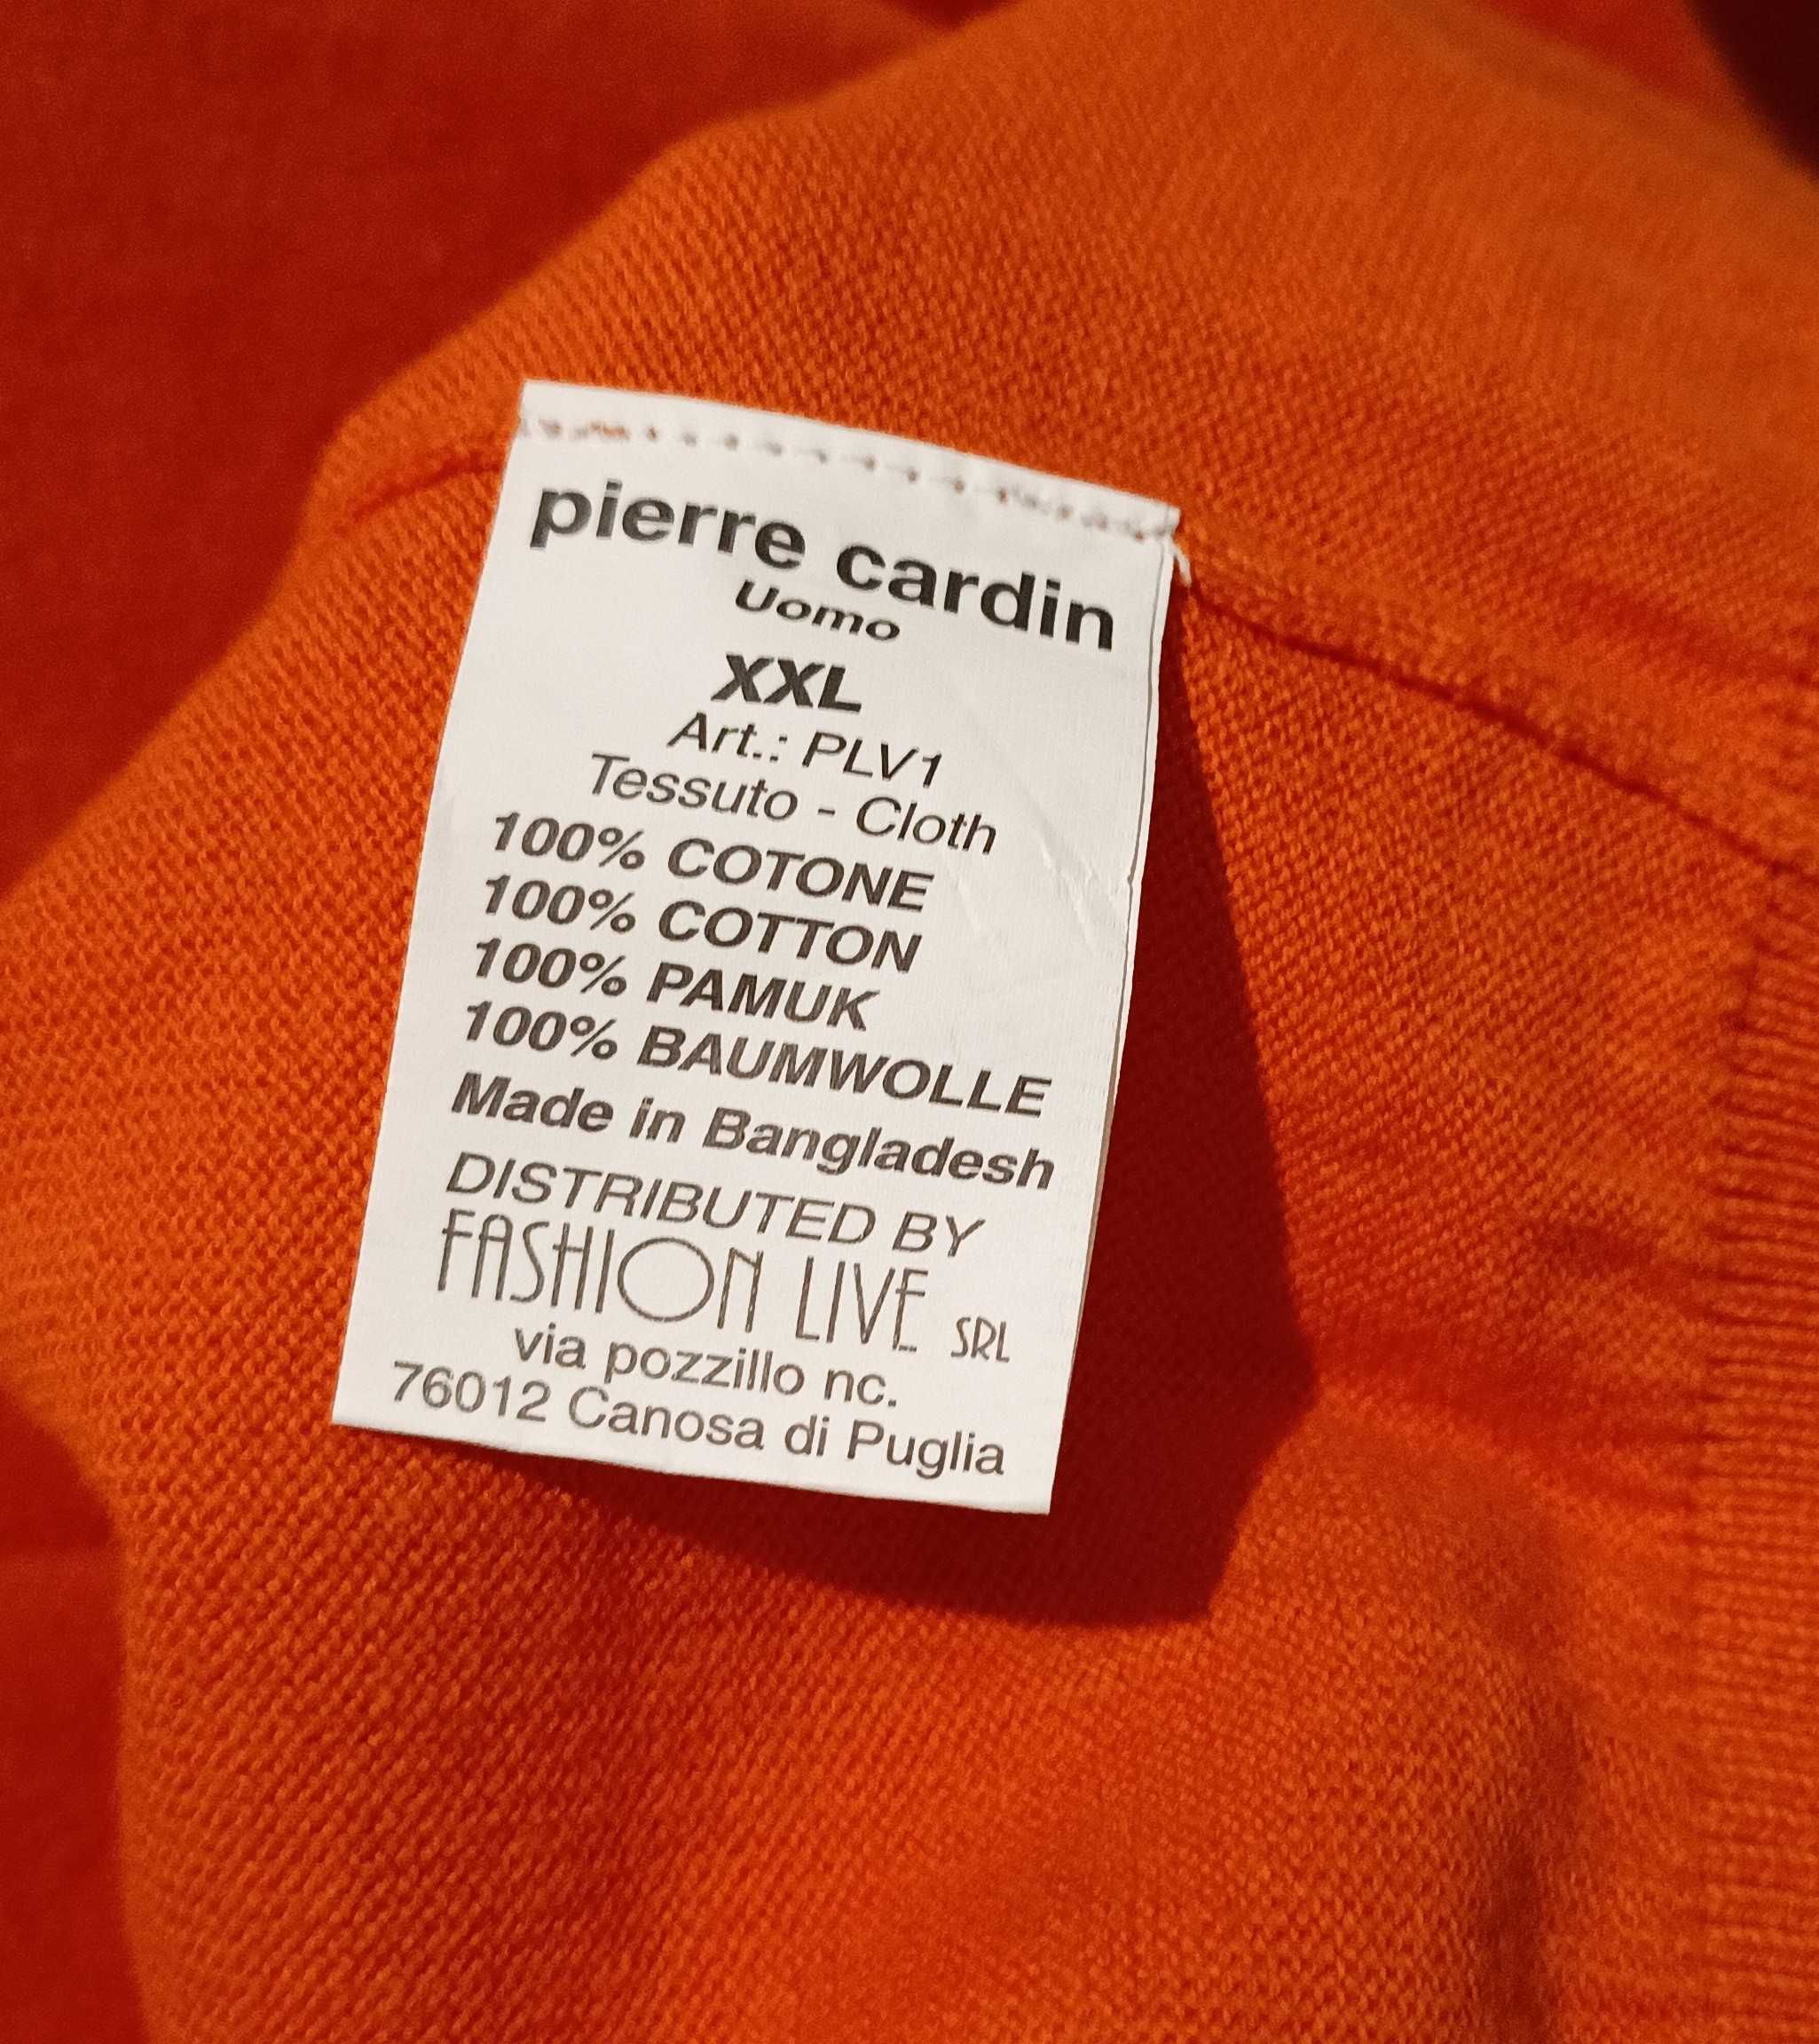 pierre cardin
Uomo
XXL
Art.: PLV1
Tessuto - Cloth
100% COTONE
100% COTTON
100% PAMUK
100% BAUMWOLLE
Made in Bangladesh
DISTRIBUTED BY
FASHION LIVE SRL
via pozzillo nc.
76012 Canosa di Puglia